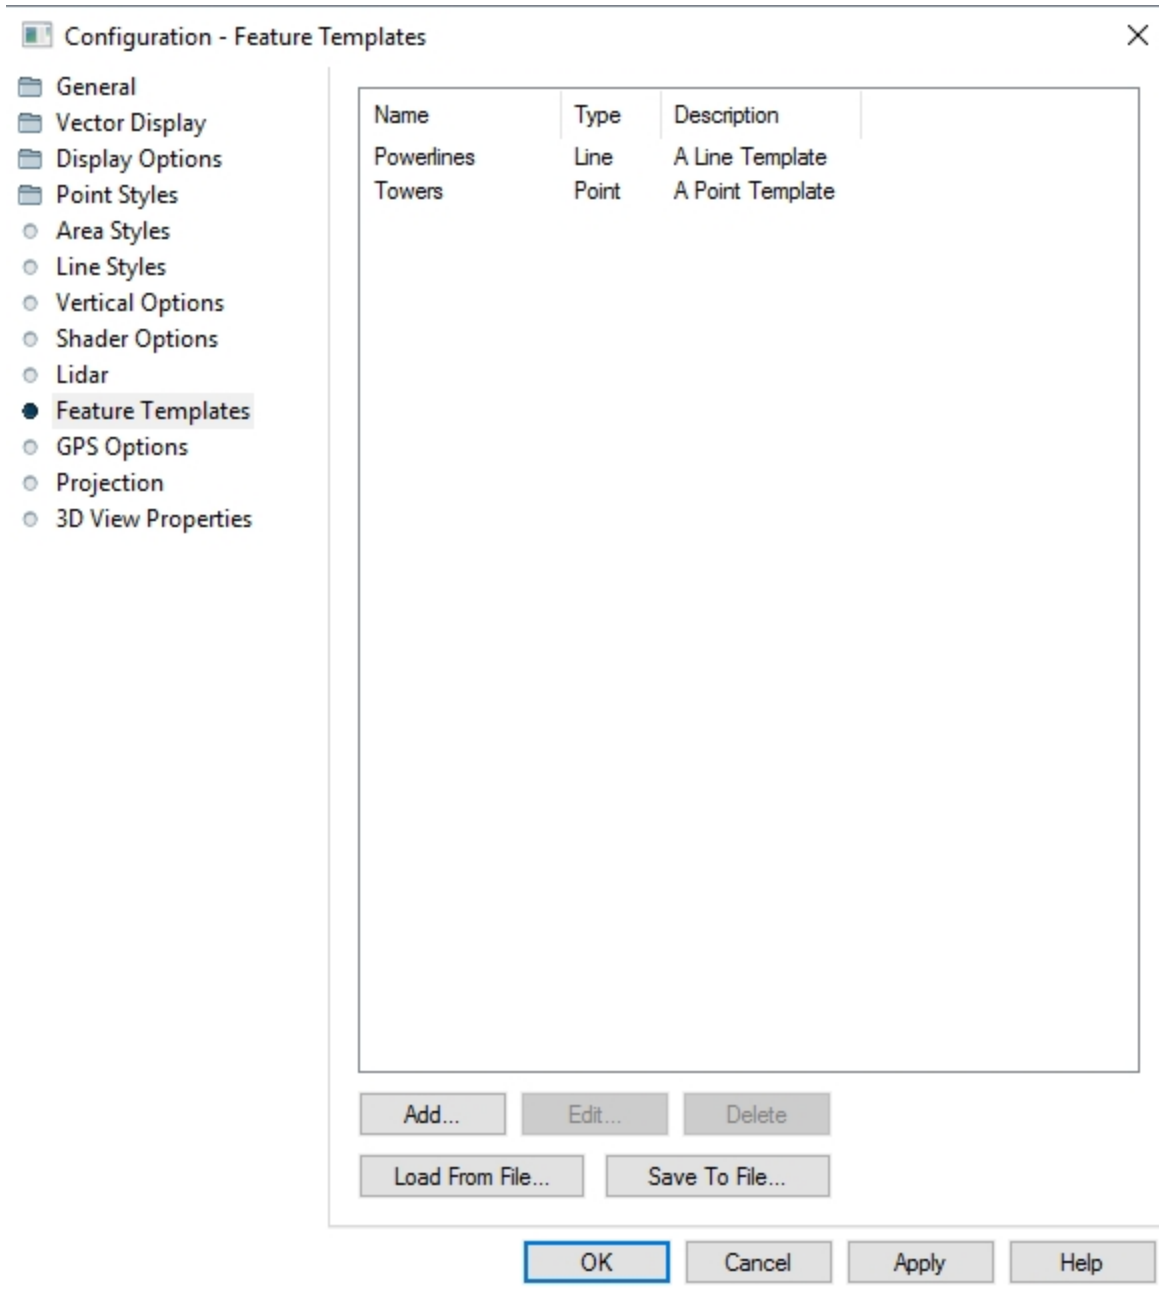 Configuration - Feature Templates
General
Vector Display
Display Options
Point Styles
Area Styles
Line Styles
Vertical Options
Shader Options
Lidar
Feature Templates
GPS Options
Projection
3D View Properties
Name Type Description
Powerlines Line A Line Template
Towers Point A Point Template
Add... Edit... Delete
Load From File... Save To File...
OK Cancel Apply Help